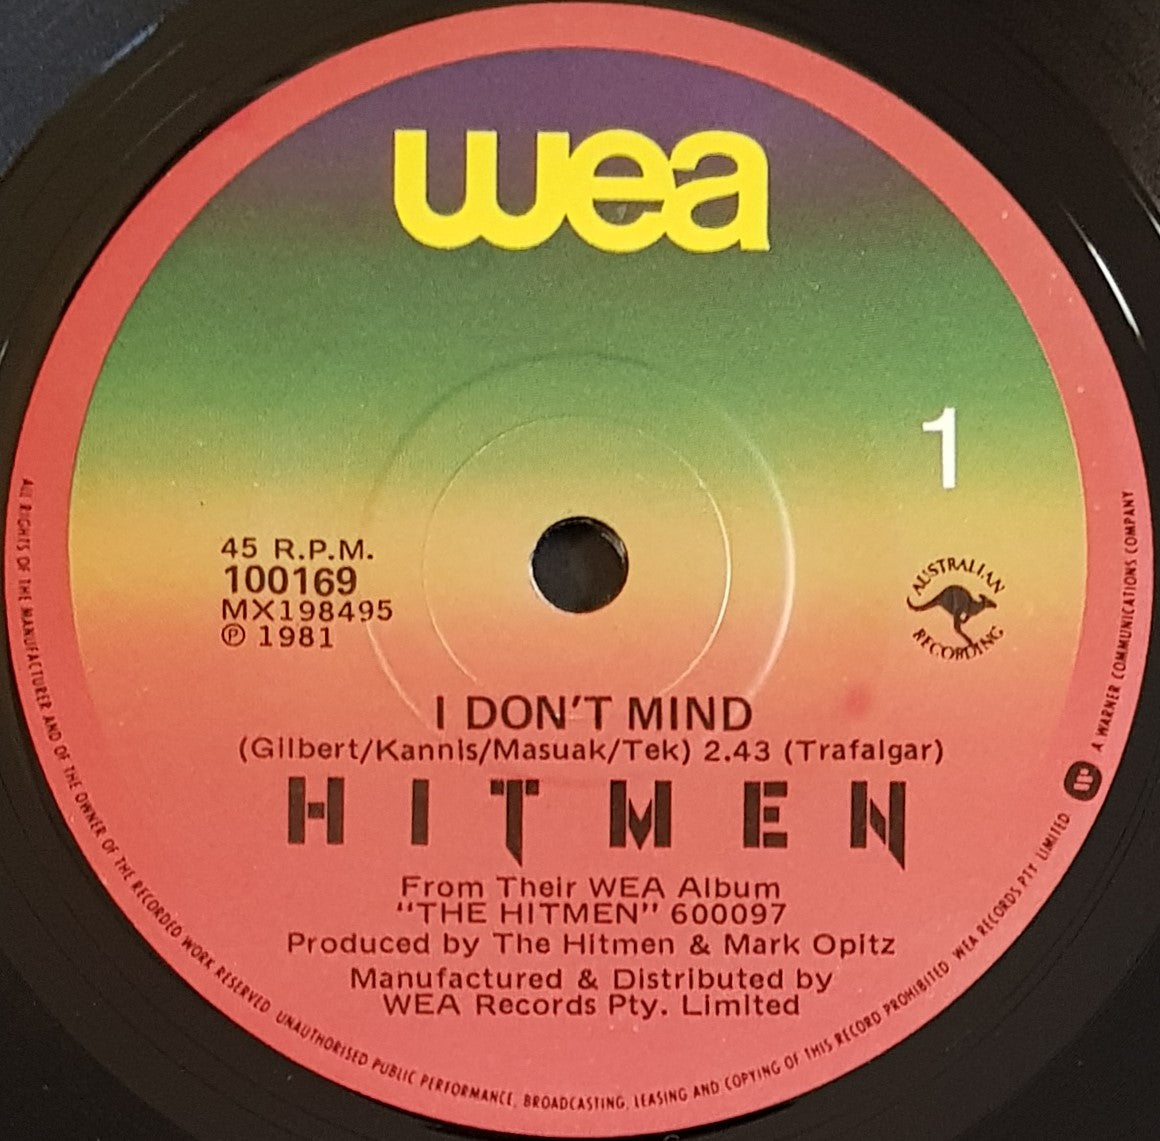 wea
1
45 R.P.M.
100169
MX198495
℗ 1981
AUSTRALIAN
RECORDING
I DON'T MIND
(Gilbert/Kannis/Masuak/Tek) 2.43 (Trafalgar)
HITMEN
From Their WEA Album
"THE HITMEN" 600097
Produced by The Hitmen & Mark Opitz
Manufactured & Distributed by
WEA Records Pty. Limited
ALL RIGHTS OF THE MANUFACTURER AND OF THE OWNER OF THE RECORDED WORK RESERVED. UNAUTHORISED PUBLIC PERFORMANCE, BROADCASTING, LEASING AND COPYING OF THIS RECORD PROHIBITED. WEA RECORDS PTY. LIMITED
A WARNER COMMUNICATIONS COMPANY